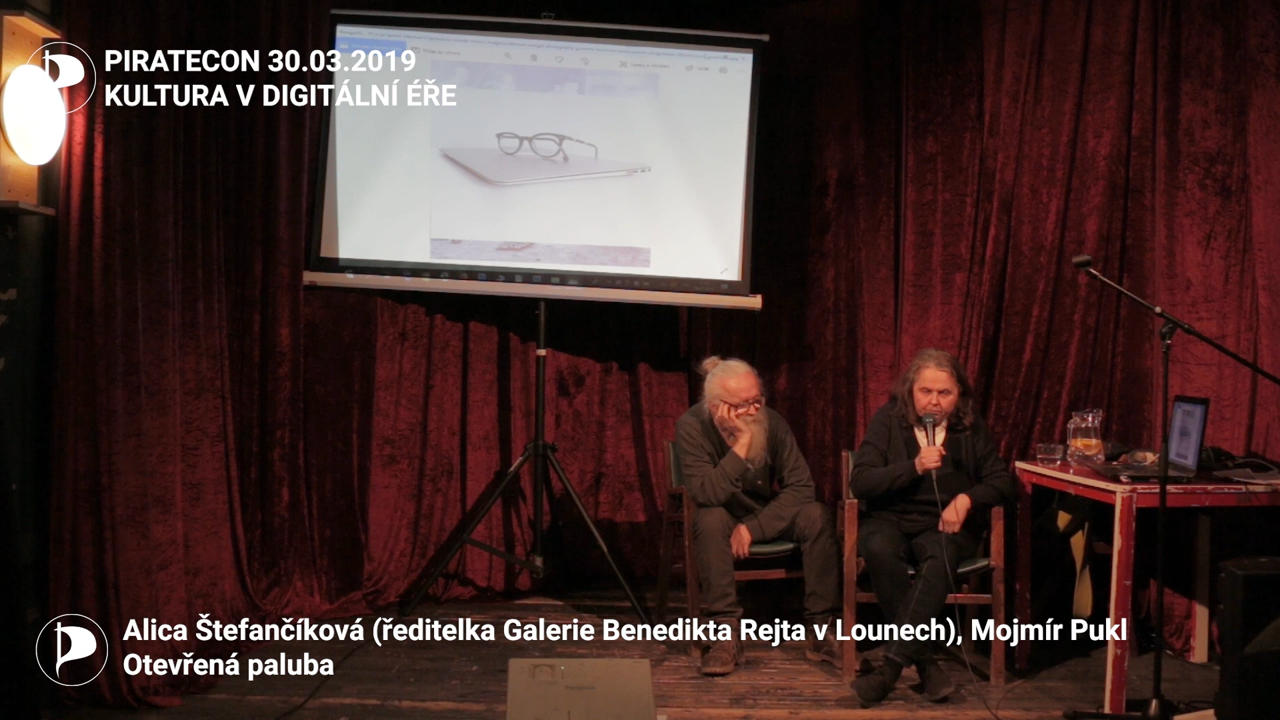 PIRATECON 30.03.2019
KULTURA V DIGITÁLNÍ ÉŘE
Alica Štefančíková (ředitelka Galerie Benedikta Rejta v Lounech), Mojmír Pukl
Otevřená paluba